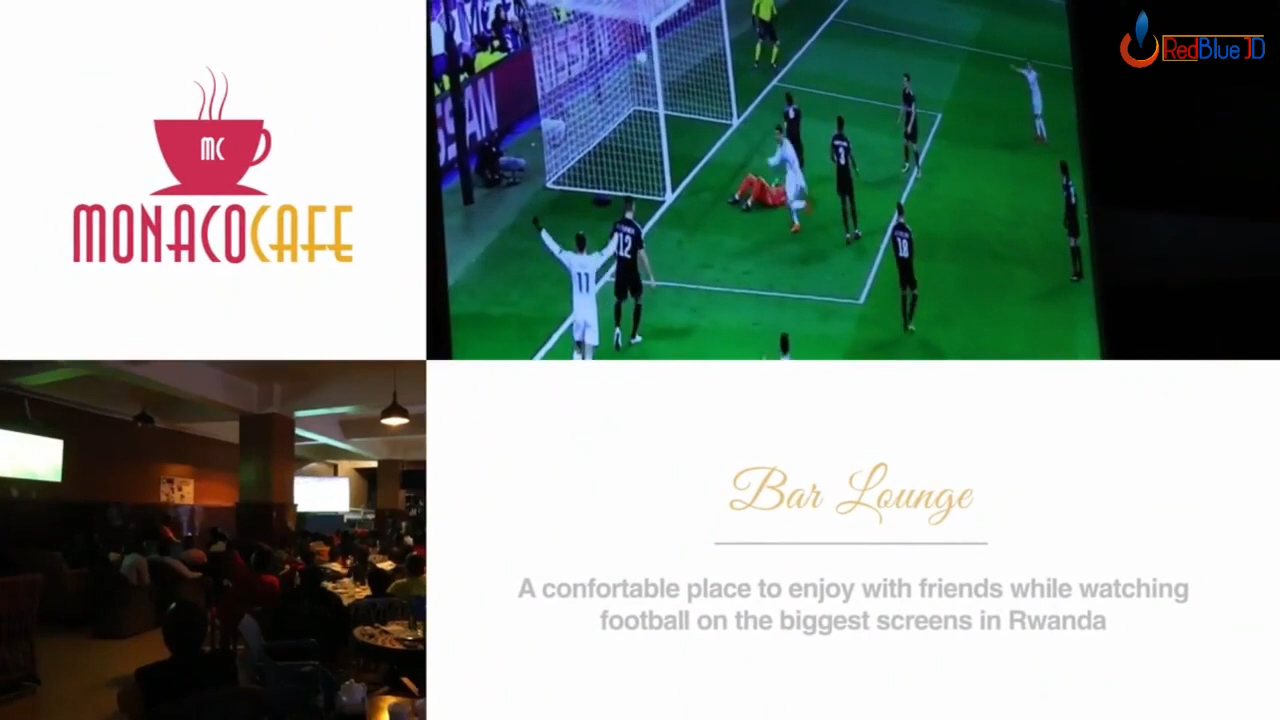 MC
MONACOCAFE
RedBlue JD
SSAN
11
12
3
18
Bar Lounge
A confortable place to enjoy with friends while watching
football on the biggest screens in Rwanda